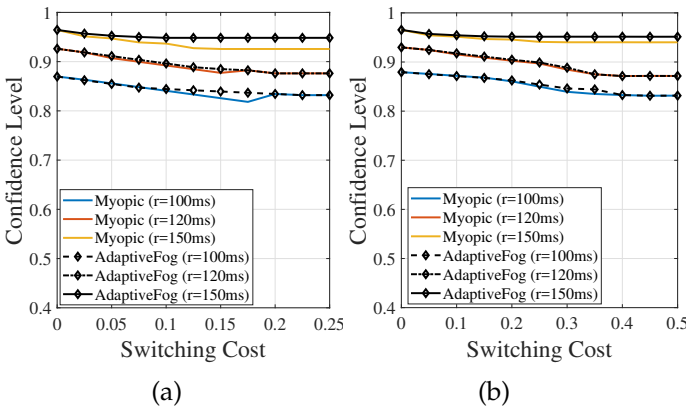 1
0.9
0.8
0.7
0.6
0.5
0.4
Confidence Level
Myopic (r=100ms)
Myopic (r=120ms)
Myopic (r=150ms)
AdaptiveFog (r=100ms)
AdaptiveFog (r=120ms)
AdaptiveFog (r=150ms)
0 0.05 0.1 0.15 0.2 0.25
Switching Cost
(a)
1
0.9
0.8
0.7
0.6
0.5
0.4
Confidence Level
Myopic (r=100ms)
Myopic (r=120ms)
Myopic (r=150ms)
AdaptiveFog (r=100ms)
AdaptiveFog (r=120ms)
AdaptiveFog (r=150ms)
0 0.1 0.2 0.3 0.4 0.5
Switching Cost
(b)